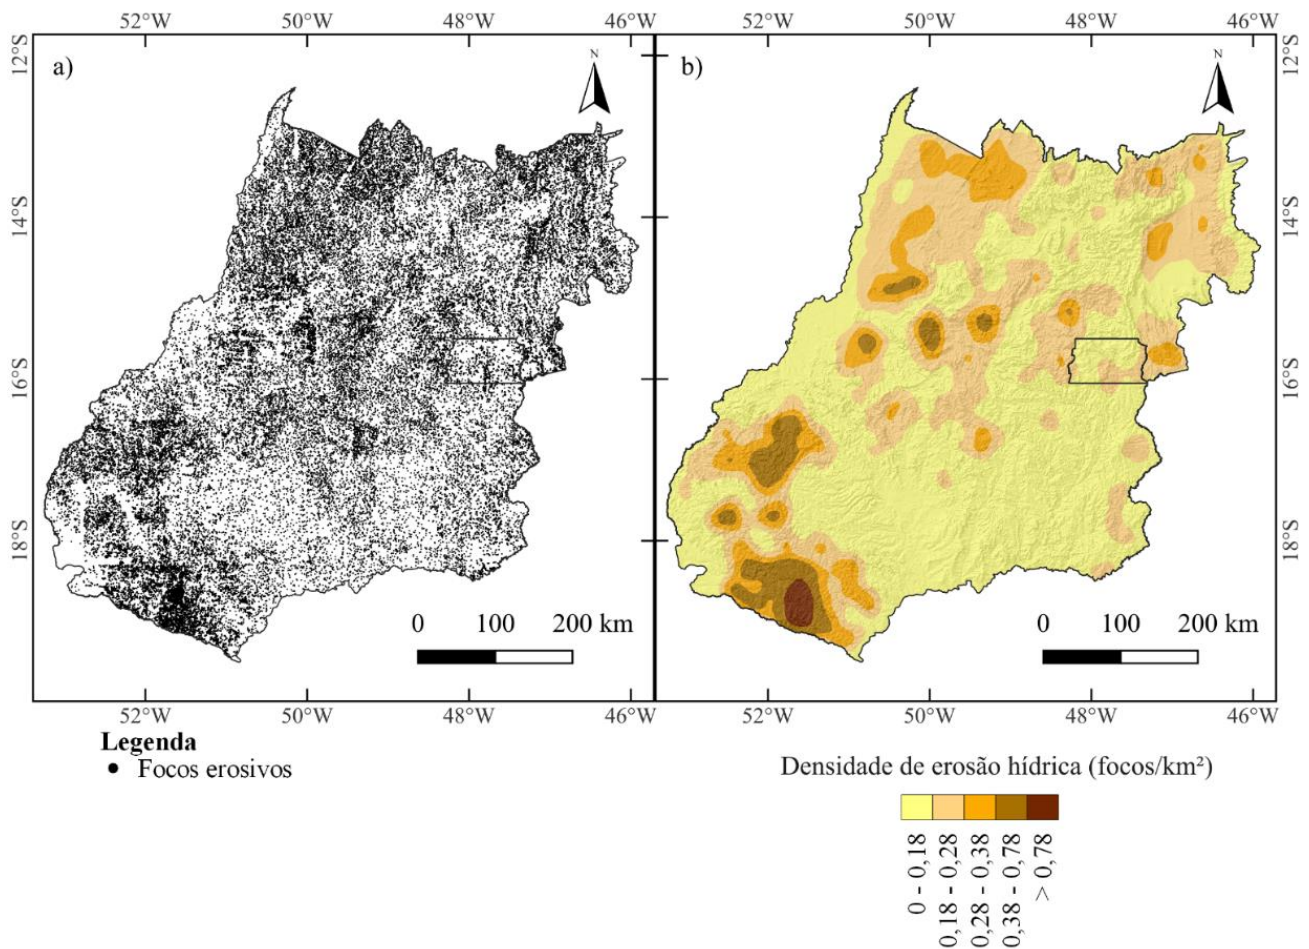 52°W 50°W 48°W 46°W 52°W 50°W 48°W 46°W
a)
N
b)
N
12°S
12°S
14°S
14°S
16°S
16°S
18°S
18°S
0 100 200 km
0 100 200 km
52°W 50°W 48°W 46°W 52°W 50°W 48°W 46°W
Legenda
Focos erosivos
Densidade de erosão hídrica (focos/km²)
0 - 0,18
0,18 - 0,28
0,28 - 0,38
0,38 - 0,78
> 0,78